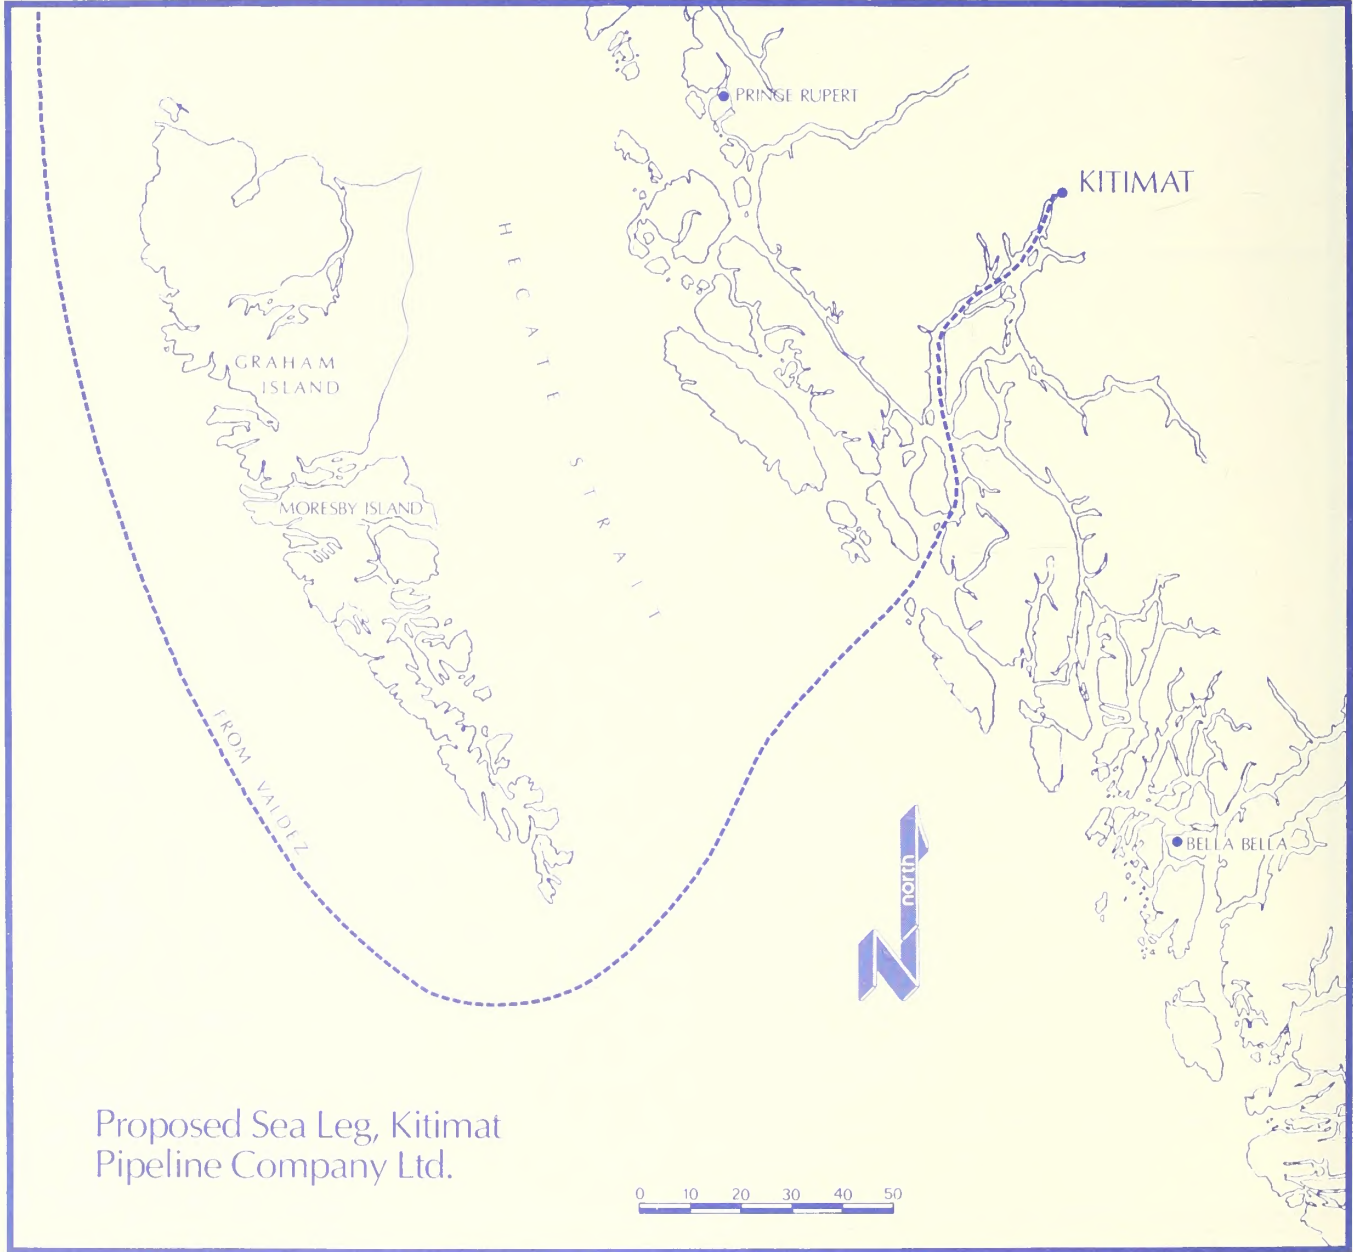 PRINGE RUPERT
KITIMAT
HECATE STRAIT
GRAHAM
ISLAND
MORESBY ISLAND
FROM VALDEZ
north
N
BELLA BELLA
Proposed Sea Leg, Kitimat
Pipeline Company Ltd.
0 10 20 30 40 50